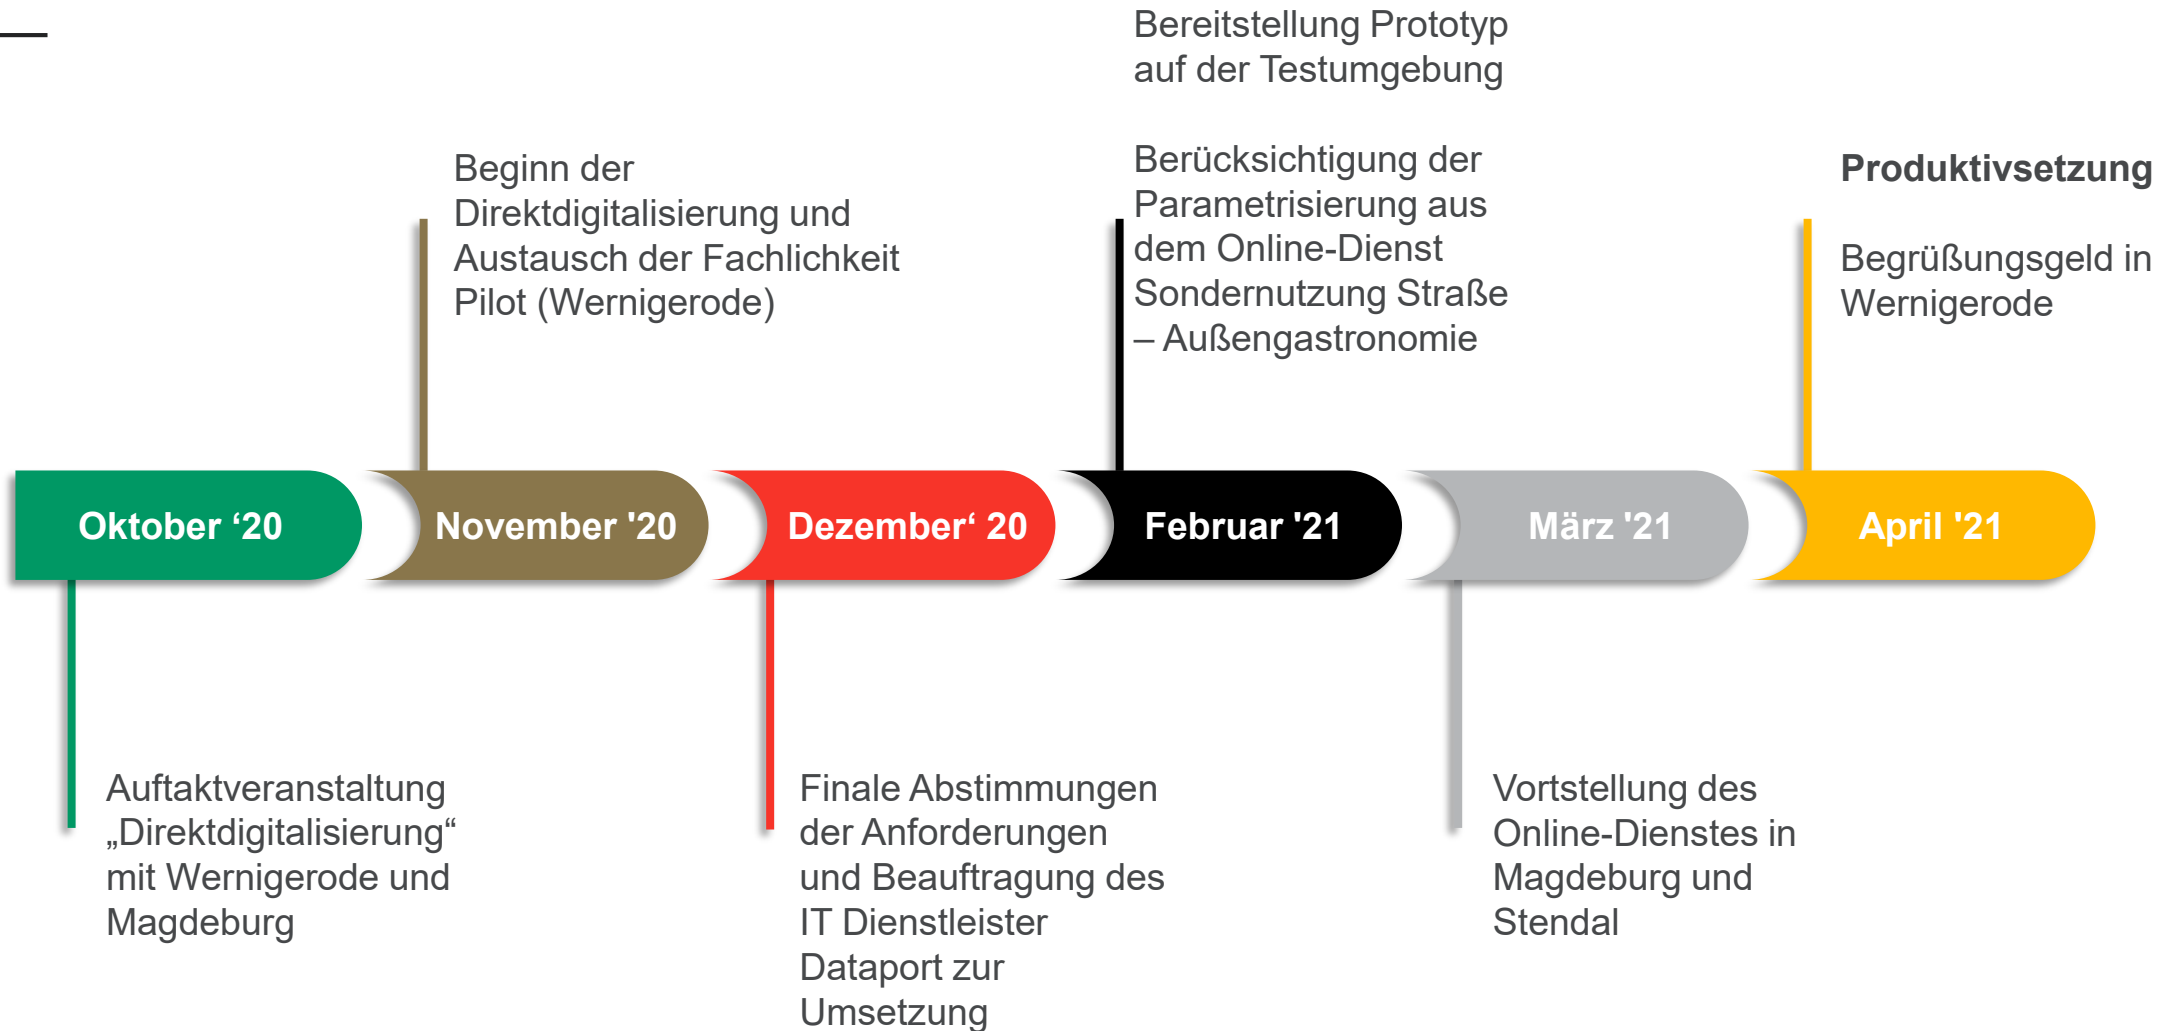 Bereitstellung Prototyp
auf der Testumgebung
Berücksichtigung der
Parametrisierung aus
dem Online-Dienst
Sondernutzung Straße
– Außengastronomie
Beginn der
Direktdigitalisierung und
Austausch der Fachlichkeit
Pilot (Wernigerode)
Produktivsetzung
Begrüßungsgeld in
Wernigerode
Oktober ‘20
November '20
Dezember‘ 20
Februar '21
März '21
April '21
Auftaktveranstaltung
„Direktdigitalisierung“
mit Wernigerode und
Magdeburg
Finale Abstimmungen
der Anforderungen
und Beauftragung des
IT Dienstleister
Dataport zur
Umsetzung
Vortstellung des
Online-Dienstes in
Magdeburg und
Stendal